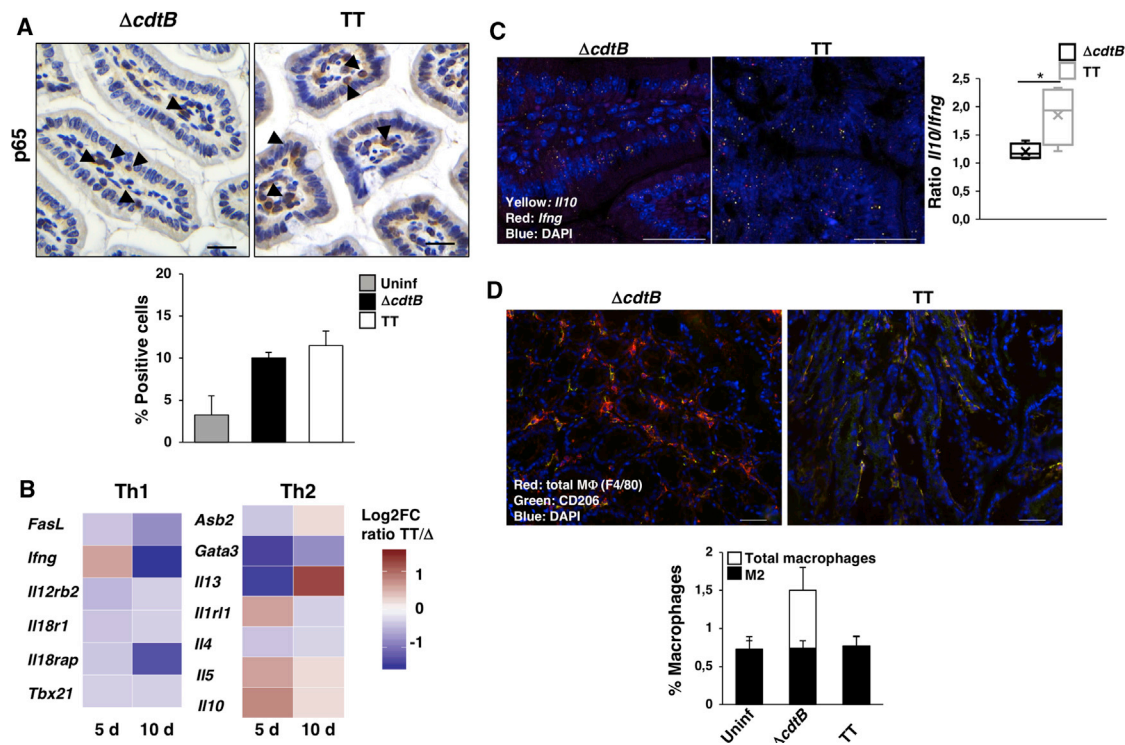 A
ΔcdtB
TT
p65
% Positive cells
20
15
10
5
0
Uninf
ΔcdtB
TT
B
Th1
Th2
FasL
Ifng
Il12rb2
Il18r1
Il18rap
Tbx21
5 d
10 d
Asb2
Gata3
Il13
Il1rl1
Il4
Il5
Il10
5 d
10 d
Log2FC
ratio TT/Δ
1
0
-1
C
ΔcdtB
TT
Yellow: Il10
Red: Ifng
Blue: DAPI
ΔcdtB
TT
*
Ratio Il10/Ifng
2,5
2,0
1,5
1,0
0,5
0,0
D
ΔcdtB
TT
Red: total MΦ (F4/80)
Green: CD206
Blue: DAPI
% Macrophages
2
1,5
1
0,5
0
Total macrophages
M2
Uninf
ΔcdtB
TT